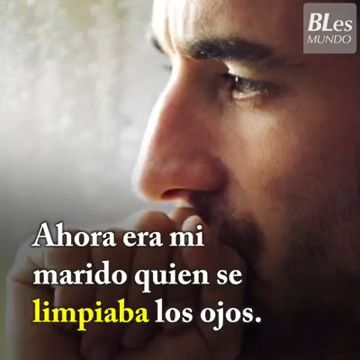 BLes
MUNDO
Ahora era mi
marido quien se
limpiaba los ojos.